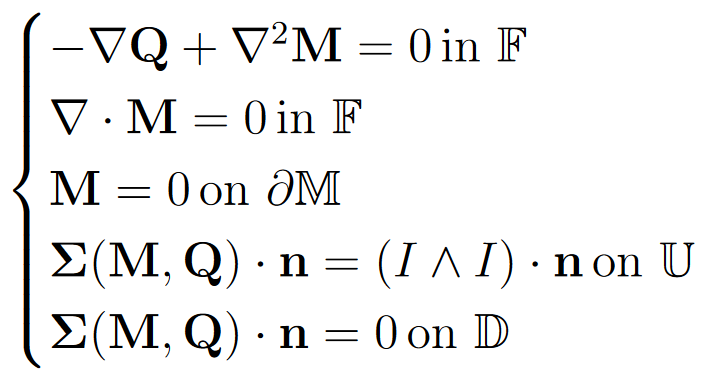 −∇𝐐 + ∇²𝐌 = 0 in 𝔽
∇ · 𝐌 = 0 in 𝔽
𝐌 = 0 on ∂𝕄
𝚺(𝐌, 𝐐) · 𝐧 = (I ∧ I) · 𝐧 on 𝕌
𝚺(𝐌, 𝐐) · 𝐧 = 0 on 𝔻